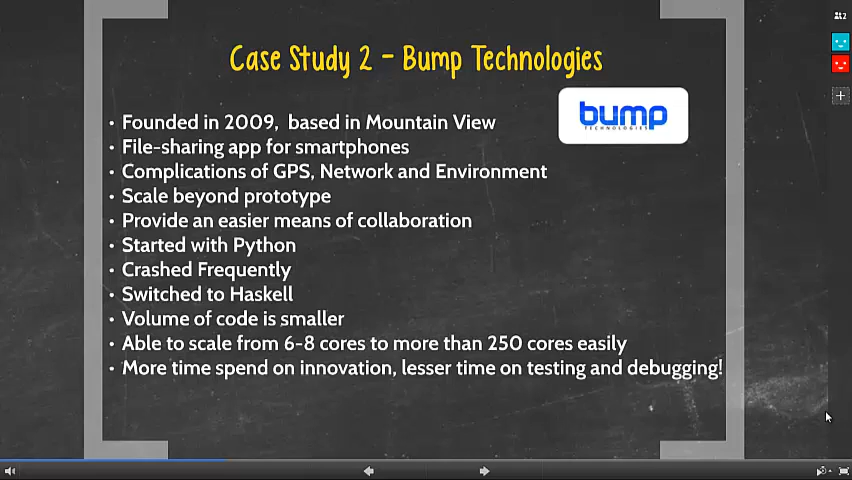 Case Study 2 – Bump Technologies
bump
TECHNOLOGIES
• Founded in 2009,  based in Mountain View
• File-sharing app for smartphones
• Complications of GPS, Network and Environment
• Scale beyond prototype
• Provide an easier means of collaboration
• Started with Python
• Crashed Frequently
• Switched to Haskell
• Volume of code is smaller
• Able to scale from 6-8 cores to more than 250 cores easily
• More time spend on innovation, lesser time on testing and debugging!
2